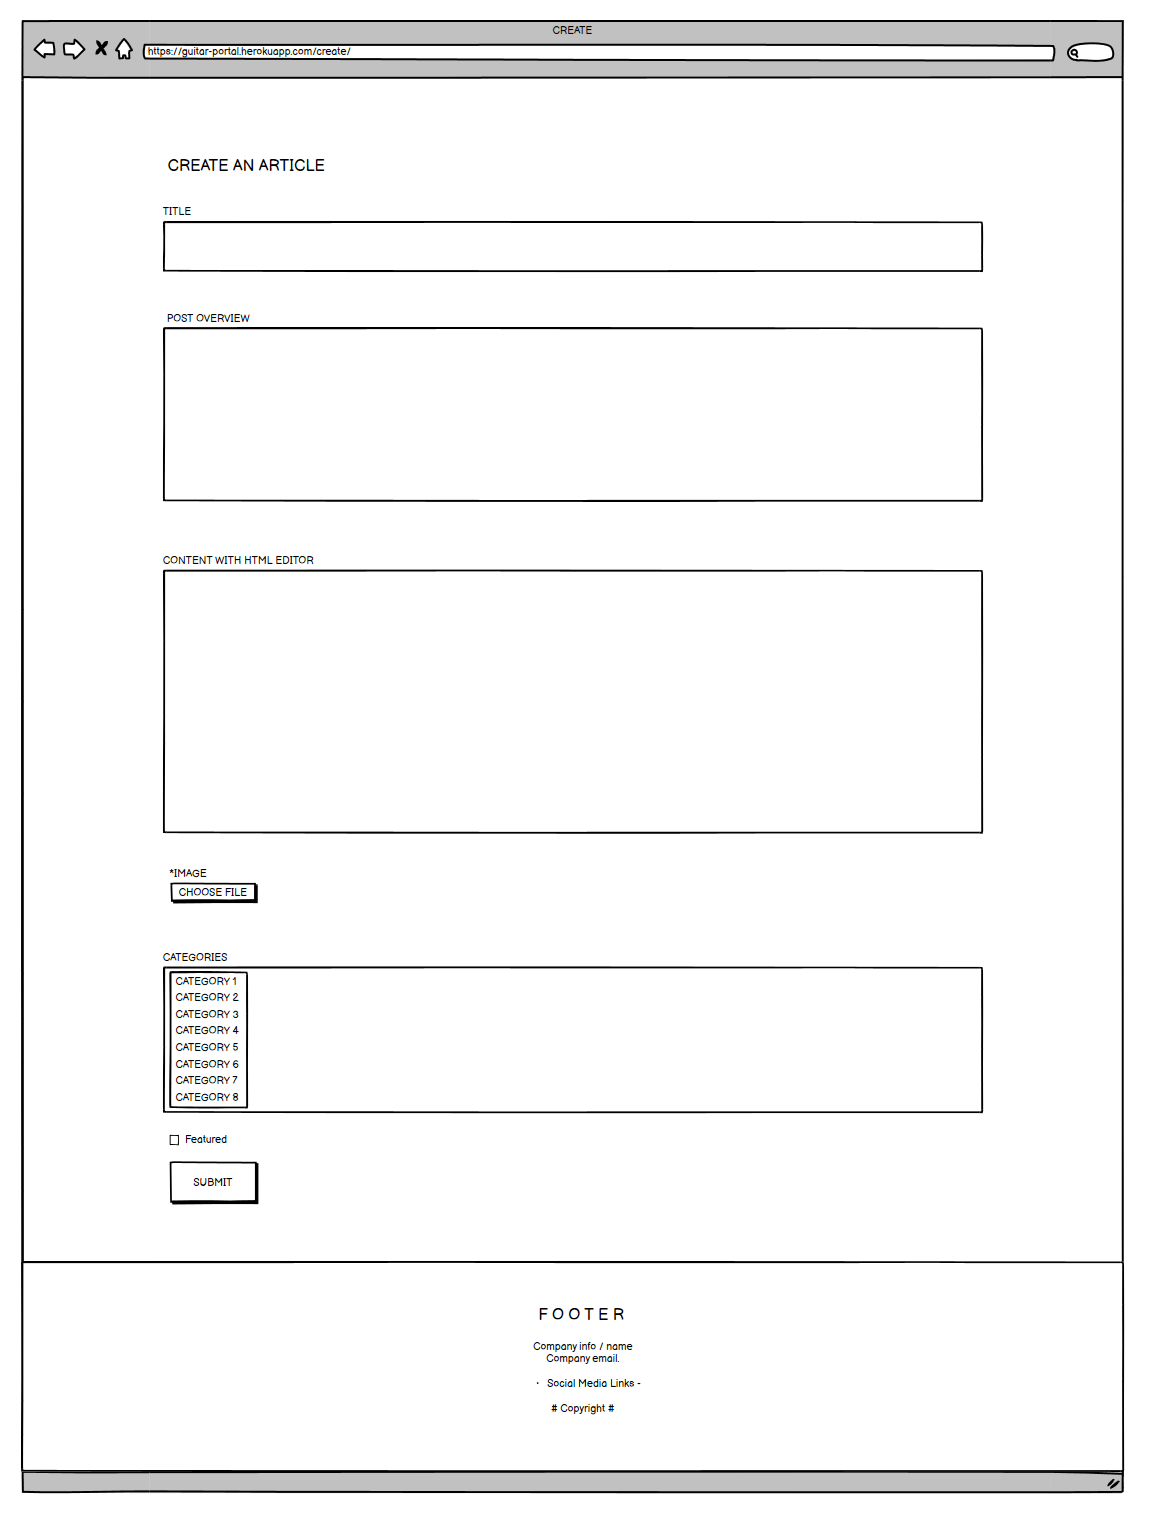 CREATE
https://guitar-portal.herokuapp.com/create/
CREATE AN ARTICLE
TITLE
POST OVERVIEW
CONTENT WITH HTML EDITOR
*IMAGE
CHOOSE FILE
CATEGORIES
CATEGORY 1
CATEGORY 2
CATEGORY 3
CATEGORY 4
CATEGORY 5
CATEGORY 6
CATEGORY 7
CATEGORY 8
Featured
SUBMIT
FOOTER
Company info / name
Company email.
· Social Media Links -
# Copyright #